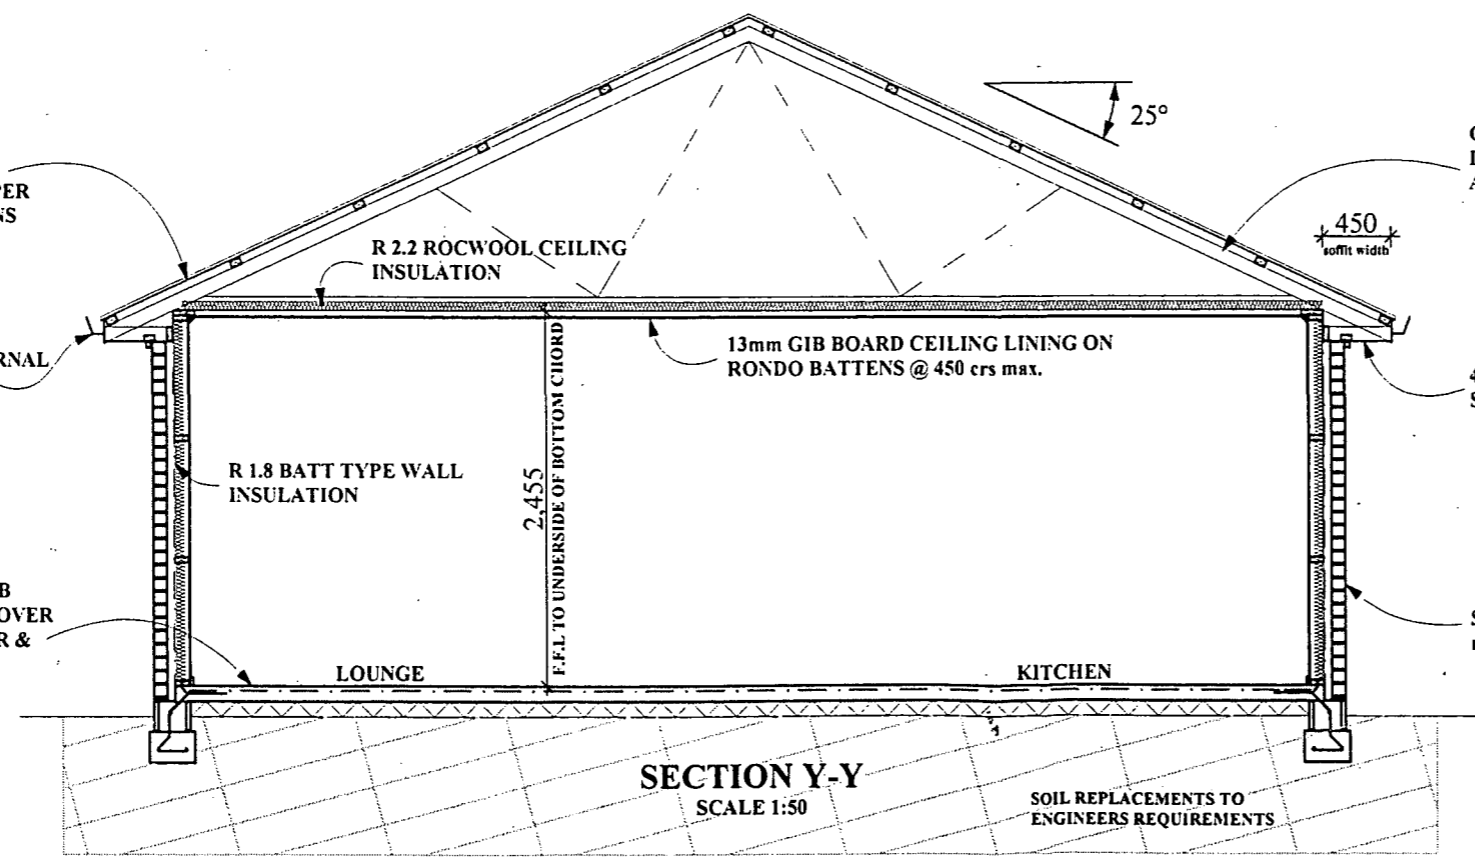 25°
PER
NS
450
soffit width
R 2.2 ROCWOOL CEILING
INSULATION
13mm GIB BOARD CEILING LINING ON
RONDO BATTENS @ 450 crs max.
RNAL
R 1.8 BATT TYPE WALL
INSULATION
2,455
F.F.L TO UNDERSIDE OF BOTTOM CHORD
B
OVER
R &
LOUNGE
KITCHEN
SECTION Y-Y
SCALE 1:50
SOIL REPLACEMENTS TO
ENGINEERS REQUIREMENTS